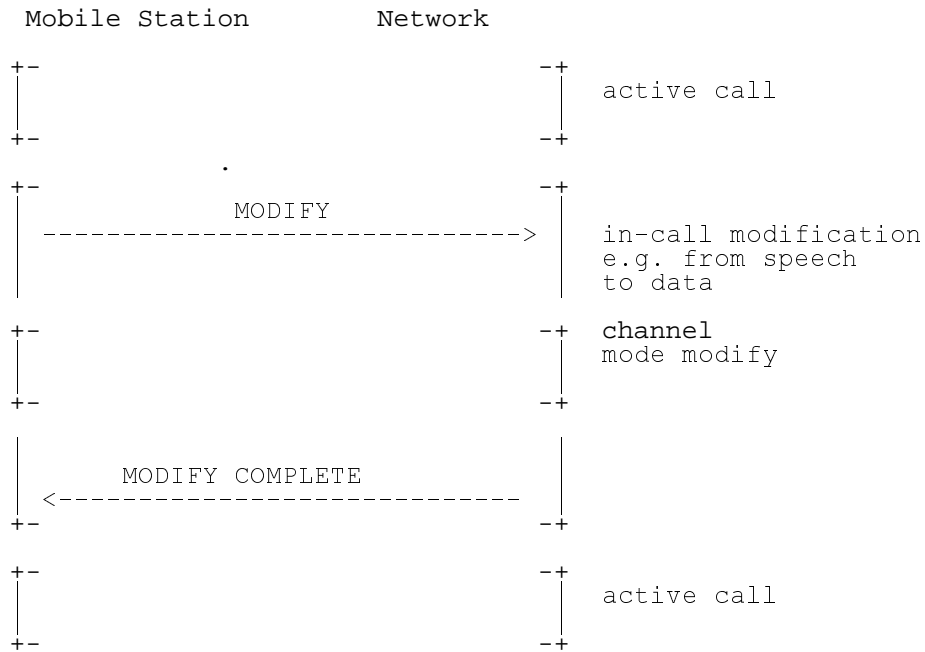 Mobile Station Network
+- -+
active call
+- -+
.
+- -+
MODIFY
------------------------------> in-call modification
e.g. from speech
to data
+- -+ channel
mode modify
+- -+
MODIFY COMPLETE
<-----------------------------
+- -+
+- -+
active call
+- -+